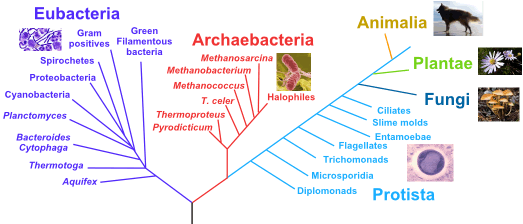 Eubacteria
Gram
positives
Green
Filamentous
bacteria
Spirochetes
Proteobacteria
Cyanobacteria
Planctomyces
Bacteroides
Cytophaga
Thermotoga
Aquifex
Archaebacteria
Methanosarcina
Methanobacterium
Methanococcus
T. celer
Thermoproteus
Pyrodicticum
Halophiles
Animalia
Plantae
Fungi
Ciliates
Slime molds
Entamoebae
Flagellates
Trichomonads
Microsporidia
Diplomonads
Protista